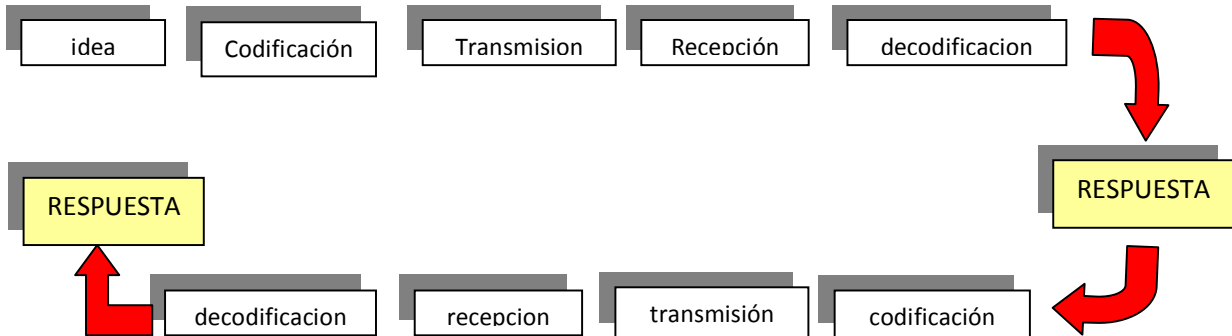 idea
Codificación
Transmision
Recepción
decodificacion
RESPUESTA
RESPUESTA
codificación
transmisión
recepcion
decodificacion